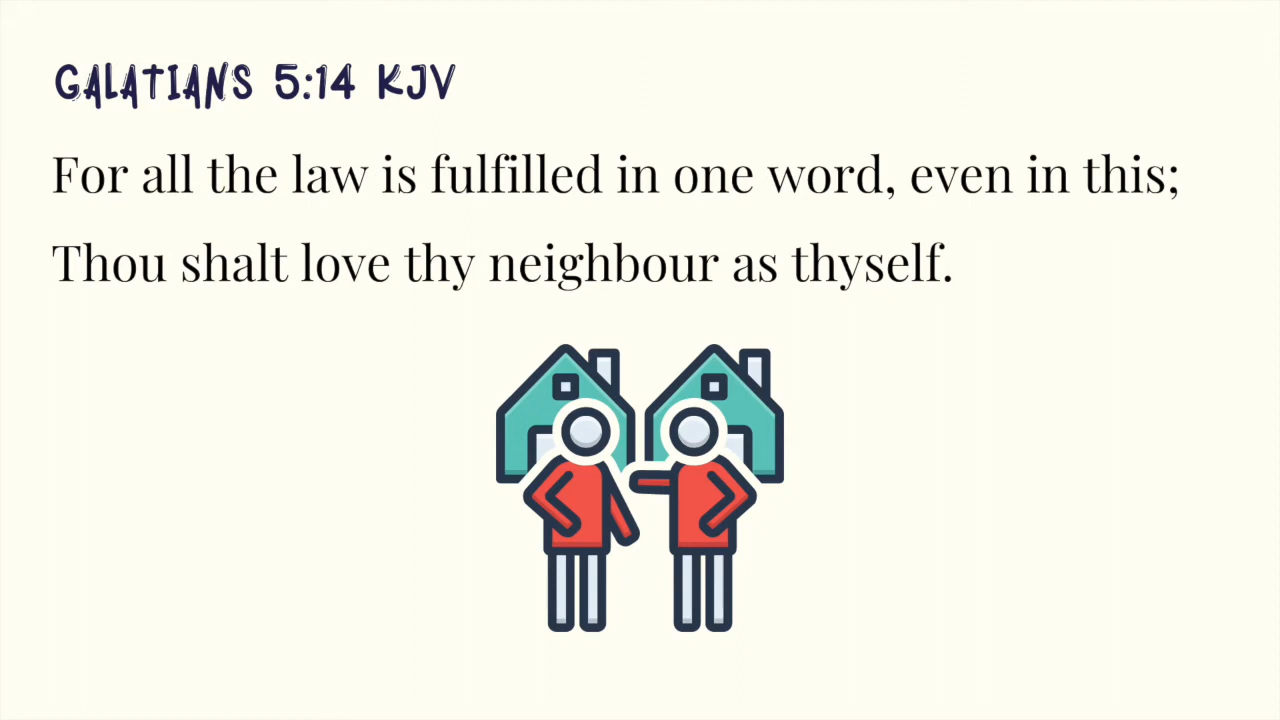 GALATIANS 5:14 KJV
For all the law is fulfilled in one word, even in this;
Thou shalt love thy neighbour as thyself.